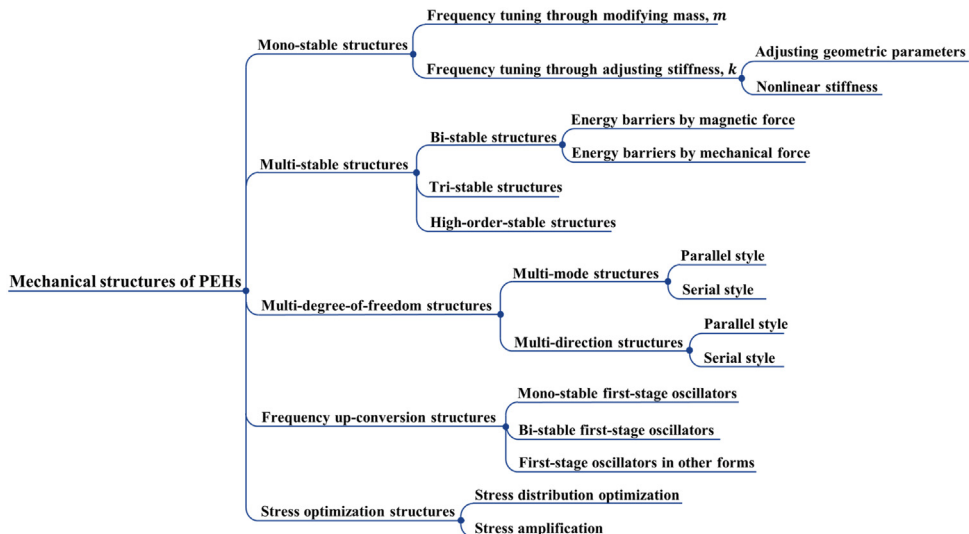 Mechanical structures of PEHs
Mono-stable structures
Frequency tuning through modifying mass, m
Frequency tuning through adjusting stiffness, k
Adjusting geometric parameters
Nonlinear stiffness
Multi-stable structures
Bi-stable structures
Energy barriers by magnetic force
Energy barriers by mechanical force
Tri-stable structures
High-order-stable structures
Multi-degree-of-freedom structures
Multi-mode structures
Parallel style
Serial style
Multi-direction structures
Parallel style
Serial style
Frequency up-conversion structures
Mono-stable first-stage oscillators
Bi-stable first-stage oscillators
First-stage oscillators in other forms
Stress optimization structures
Stress distribution optimization
Stress amplification